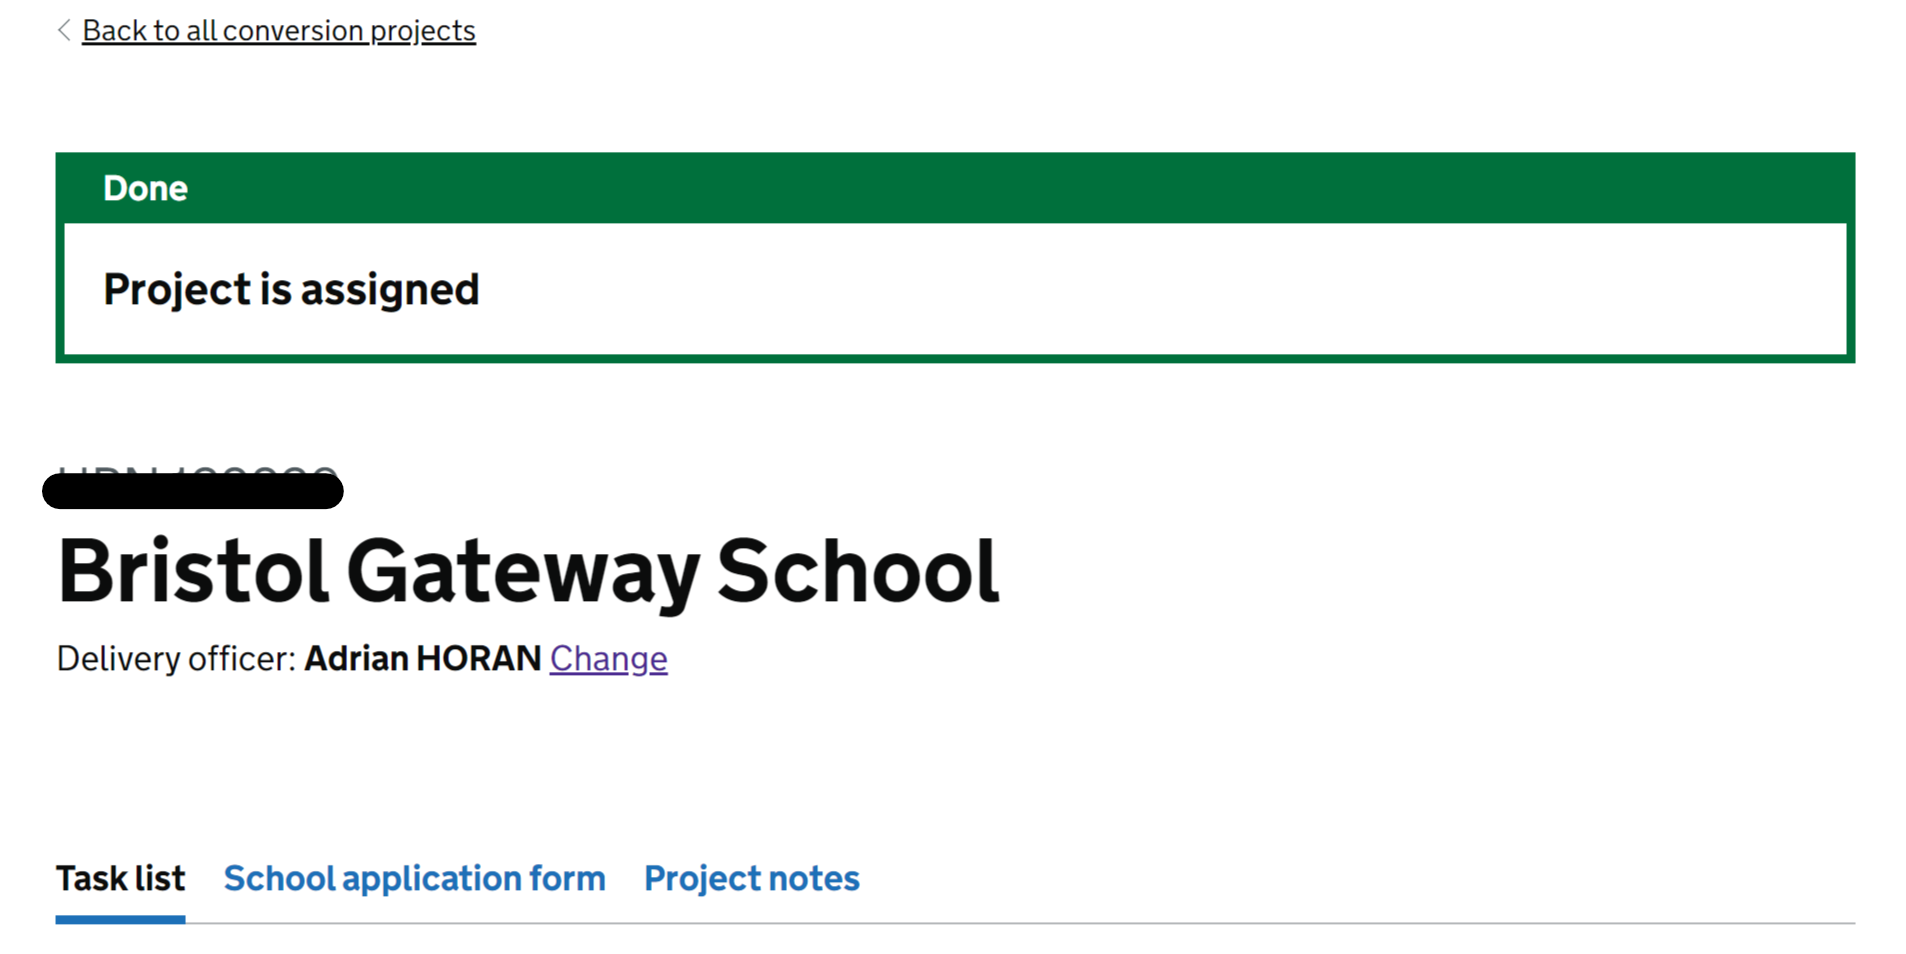 Back to all conversion projects
Done
Project is assigned
Bristol Gateway School
Delivery officer: Adrian HORAN Change
Task list School application form Project notes